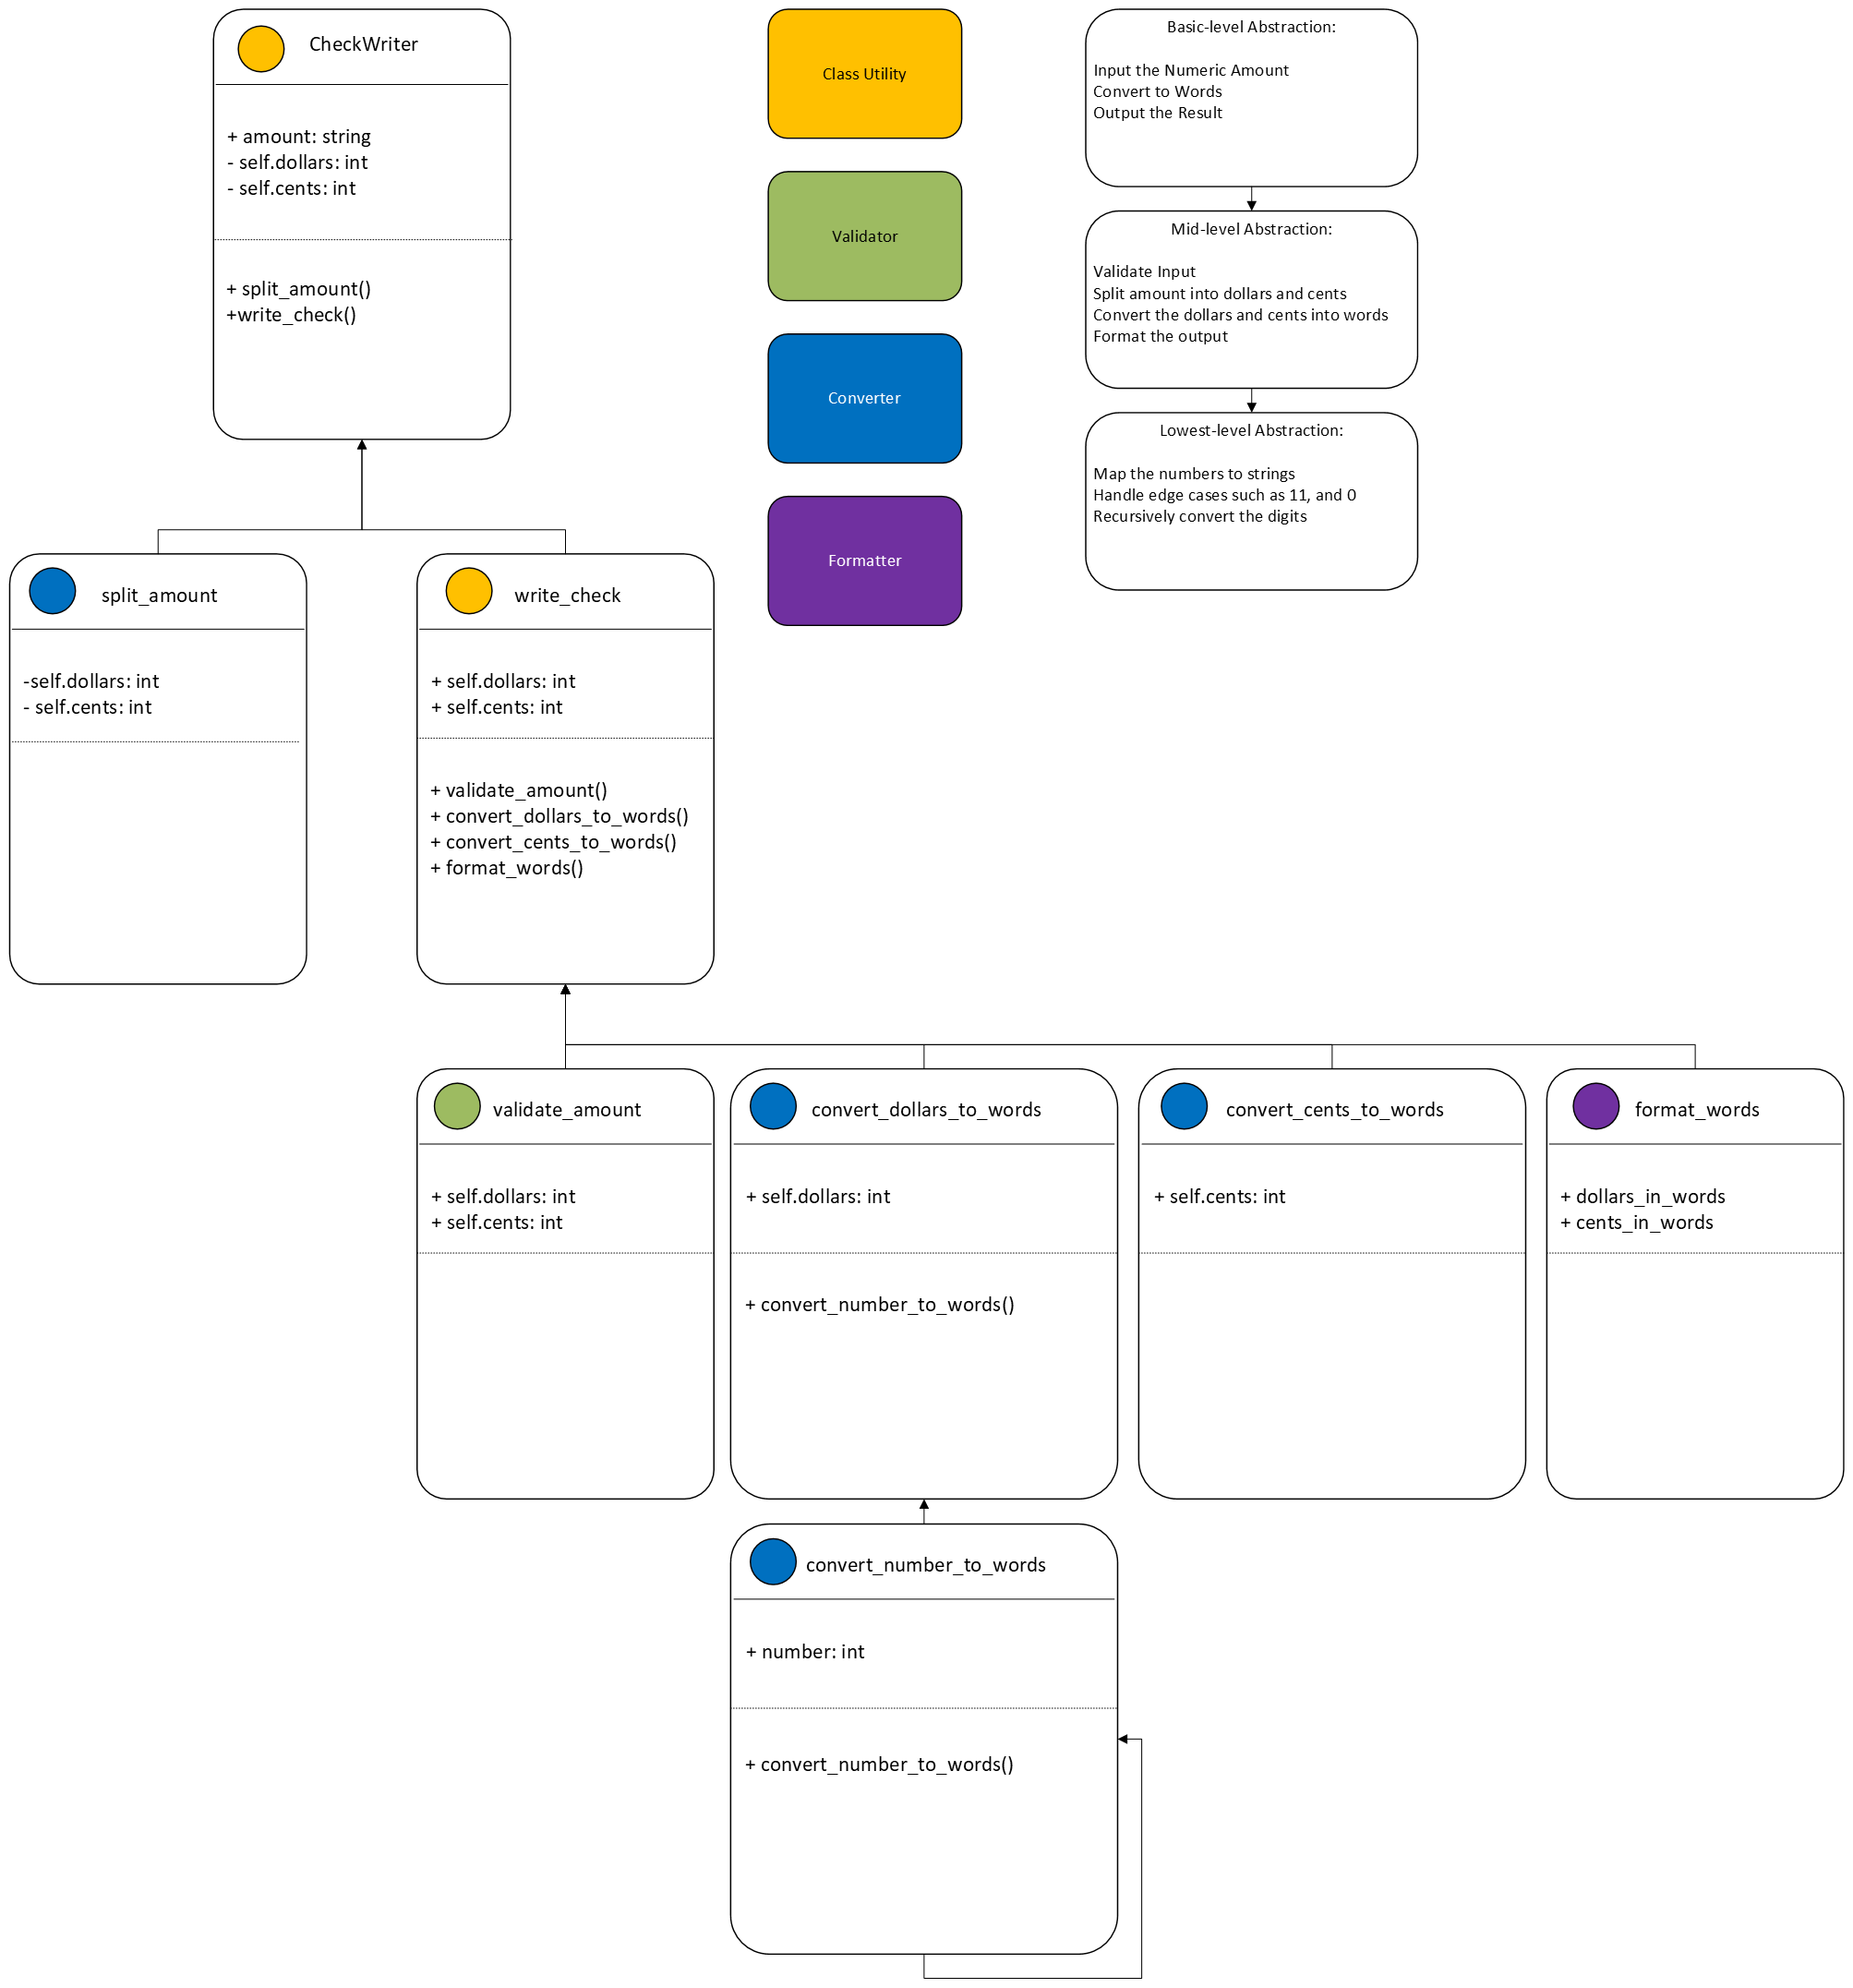 CheckWriter
+ amount: string
- self.dollars: int
- self.cents: int
+ split_amount()
+write_check()
Class Utility
Validator
Converter
Formatter
Basic-level Abstraction:
Input the Numeric Amount
Convert to Words
Output the Result
Mid-level Abstraction:
Validate Input
Split amount into dollars and cents
Convert the dollars and cents into words
Format the output
Lowest-level Abstraction:
Map the numbers to strings
Handle edge cases such as 11, and 0
Recursively convert the digits
split_amount
-self.dollars: int
- self.cents: int
write_check
+ self.dollars: int
+ self.cents: int
+ validate_amount()
+ convert_dollars_to_words()
+ convert_cents_to_words()
+ format_words()
validate_amount
+ self.dollars: int
+ self.cents: int
convert_dollars_to_words
+ self.dollars: int
+ convert_number_to_words()
convert_cents_to_words
+ self.cents: int
format_words
+ dollars_in_words
+ cents_in_words
convert_number_to_words
+ number: int
+ convert_number_to_words()